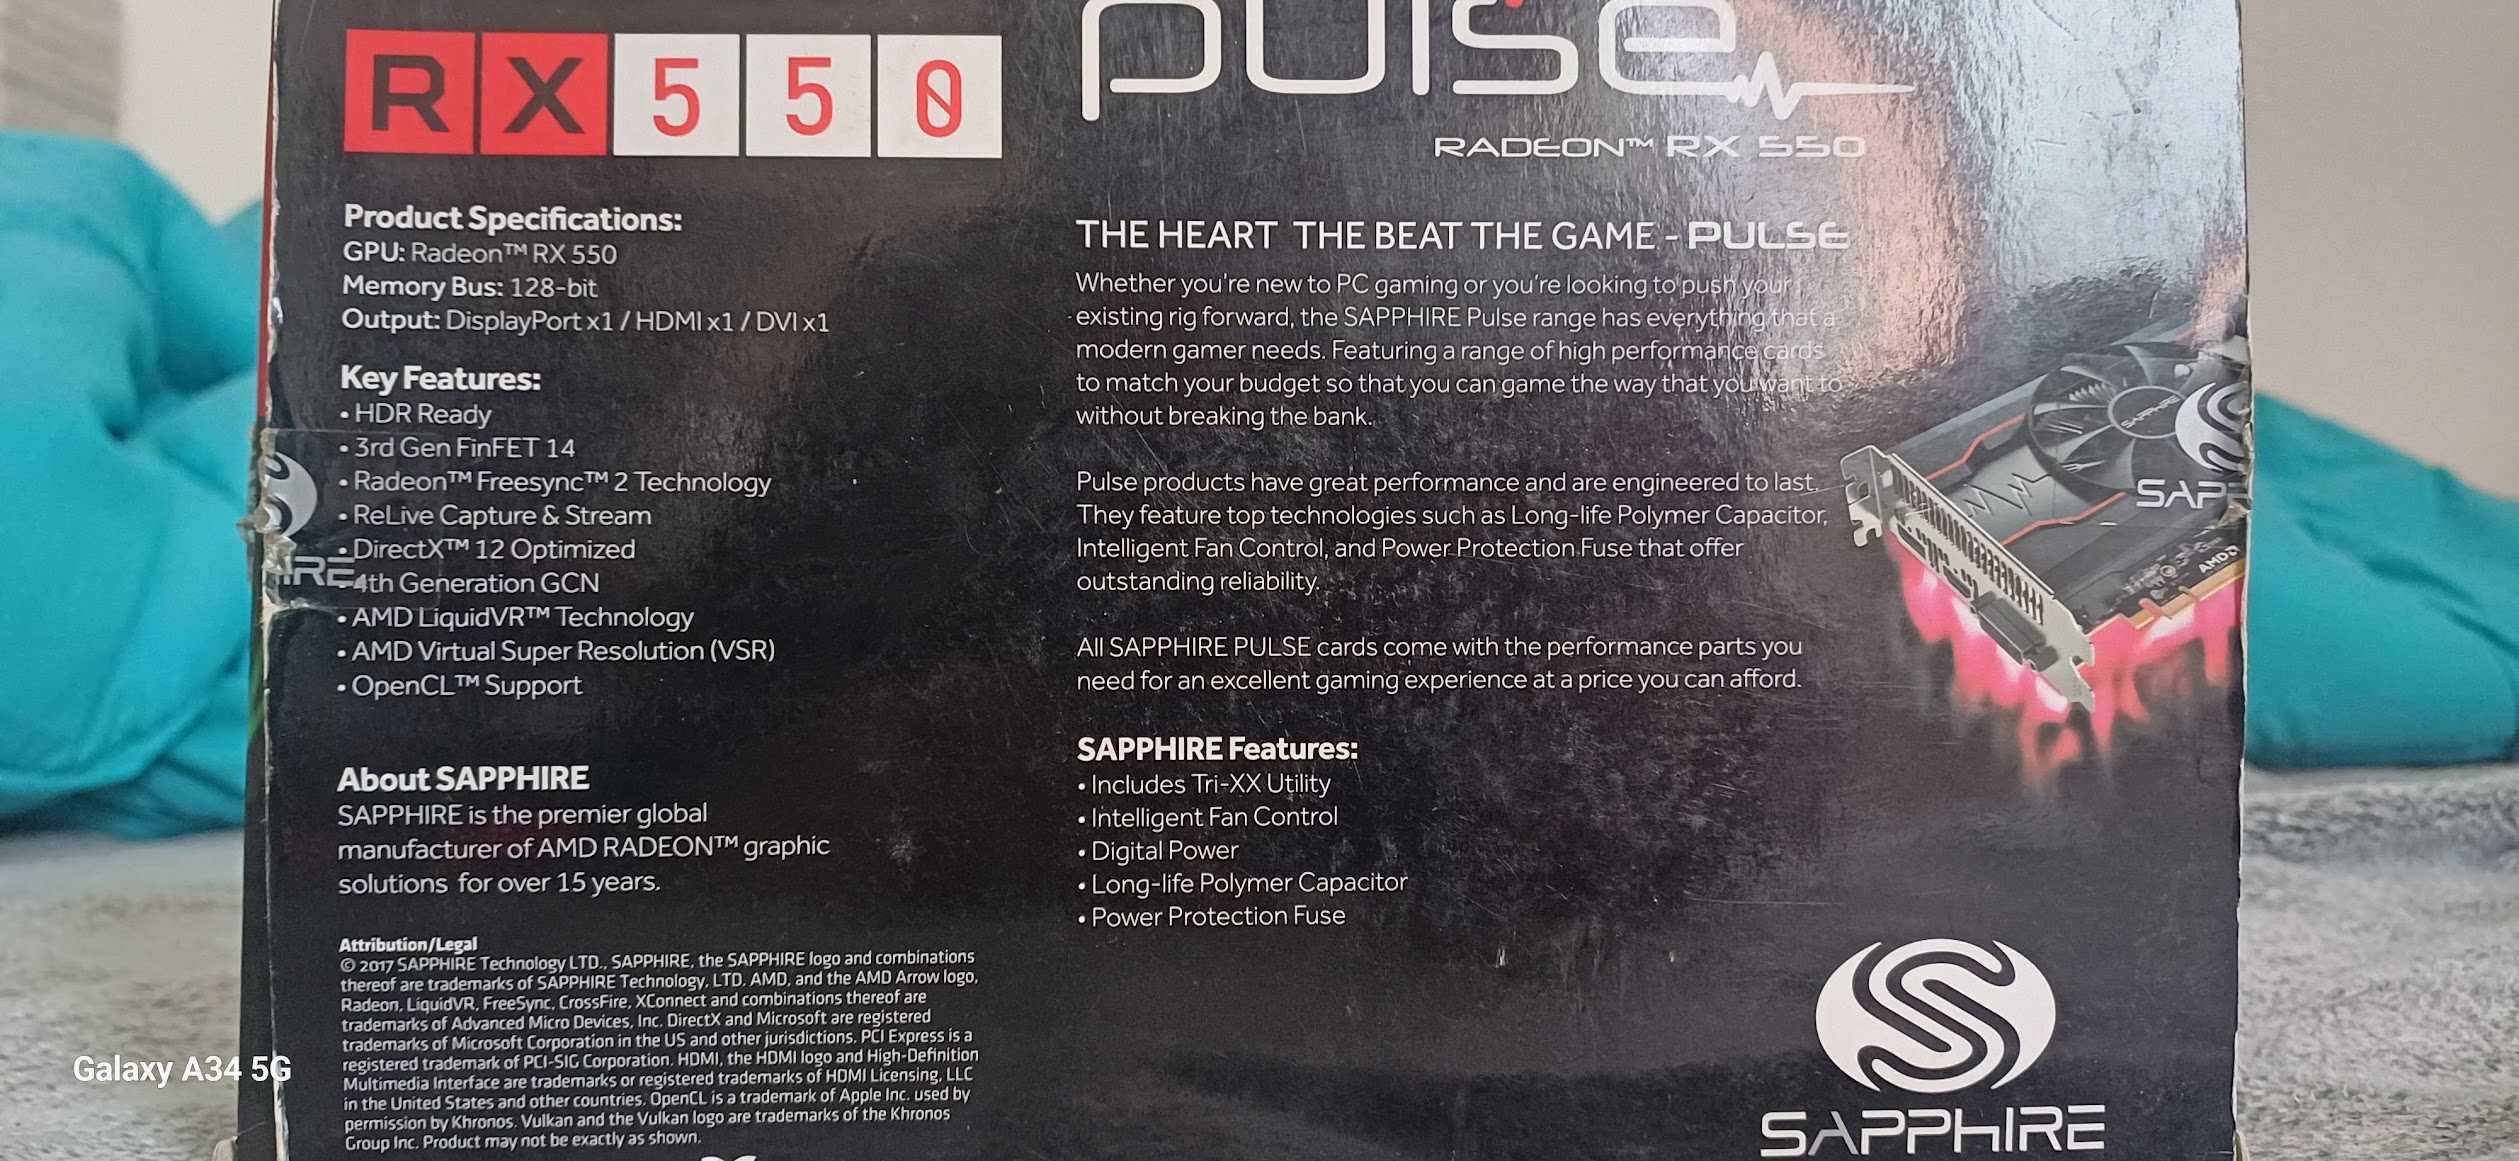 RX550
Product Specifications:
GPU: Radeon™ RX 550
Memory Bus: 128-bit
Output: DisplayPort x1 / HDMI x1 / DVI x1
Key Features:
• HDR Ready
• 3rd Gen FinFET 14
• Radeon™ Freesync™ 2 Technology
• ReLive Capture & Stream
• DirectX™ 12 Optimized
• 4th Generation GCN
• AMD LiquidVR™ Technology
• AMD Virtual Super Resolution (VSR)
• OpenCL™ Support
About SAPPHIRE
SAPPHIRE is the premier global
manufacturer of AMD RADEON™ graphic
solutions for over 15 years.
Attribution/Legal
© 2017 SAPPHIRE Technology LTD., SAPPHIRE, the SAPPHIRE logo and combinations
thereof are trademarks of SAPPHIRE Technology, LTD. AMD, and the AMD Arrow logo,
Radeon, LiquidVR, FreeSync, CrossFire, XConnect and combinations thereof are
trademarks of Advanced Micro Devices, Inc. DirectX and Microsoft are registered
trademarks of Microsoft Corporation in the US and other jurisdictions. PCI Express is a
registered trademark of PCI-SIG Corporation. HDMI, the HDMI logo and High-Definition
Multimedia Interface are trademarks or registered trademarks of HDMI Licensing, LLC
in the United States and other countries. OpenCL is a trademark of Apple Inc. used by
permission by Khronos. Vulkan and the Vulkan logo are trademarks of the Khronos
Group Inc. Product may not be exactly as shown.
pulse
RADEON™ RX 550
THE HEART THE BEAT THE GAME - PULSE
Whether you're new to PC gaming or you're looking to push your
existing rig forward, the SAPPHIRE Pulse range has everything that a
modern gamer needs. Featuring a range of high performance cards
to match your budget so that you can game the way that you want to
without breaking the bank.
Pulse products have great performance and are engineered to last.
They feature top technologies such as Long-life Polymer Capacitor,
Intelligent Fan Control, and Power Protection Fuse that offer
outstanding reliability.
All SAPPHIRE PULSE cards come with the performance parts you
need for an excellent gaming experience at a price you can afford.
SAPPHIRE Features:
• Includes Tri-XX Utility
• Intelligent Fan Control
• Digital Power
• Long-life Polymer Capacitor
• Power Protection Fuse
SAPPHIRE
AMD
SAPP
IRE
SAPPHIRE
Galaxy A34 5G